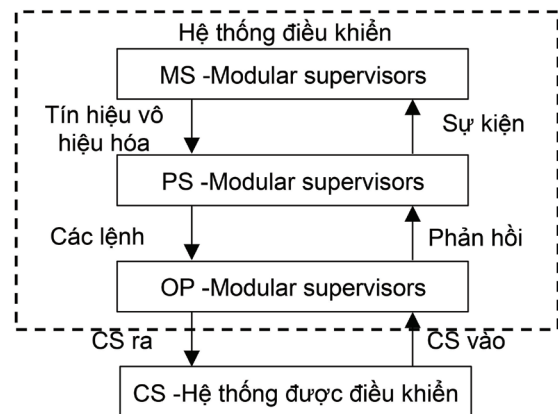 Hệ thống điều khiển
MS -Modular supervisors
Tín hiệu vô
hiệu hóa
Sự kiện
PS -Modular supervisors
Các lệnh
Phản hồi
OP -Modular supervisors
CS ra
CS vào
CS -Hệ thống được điều khiển